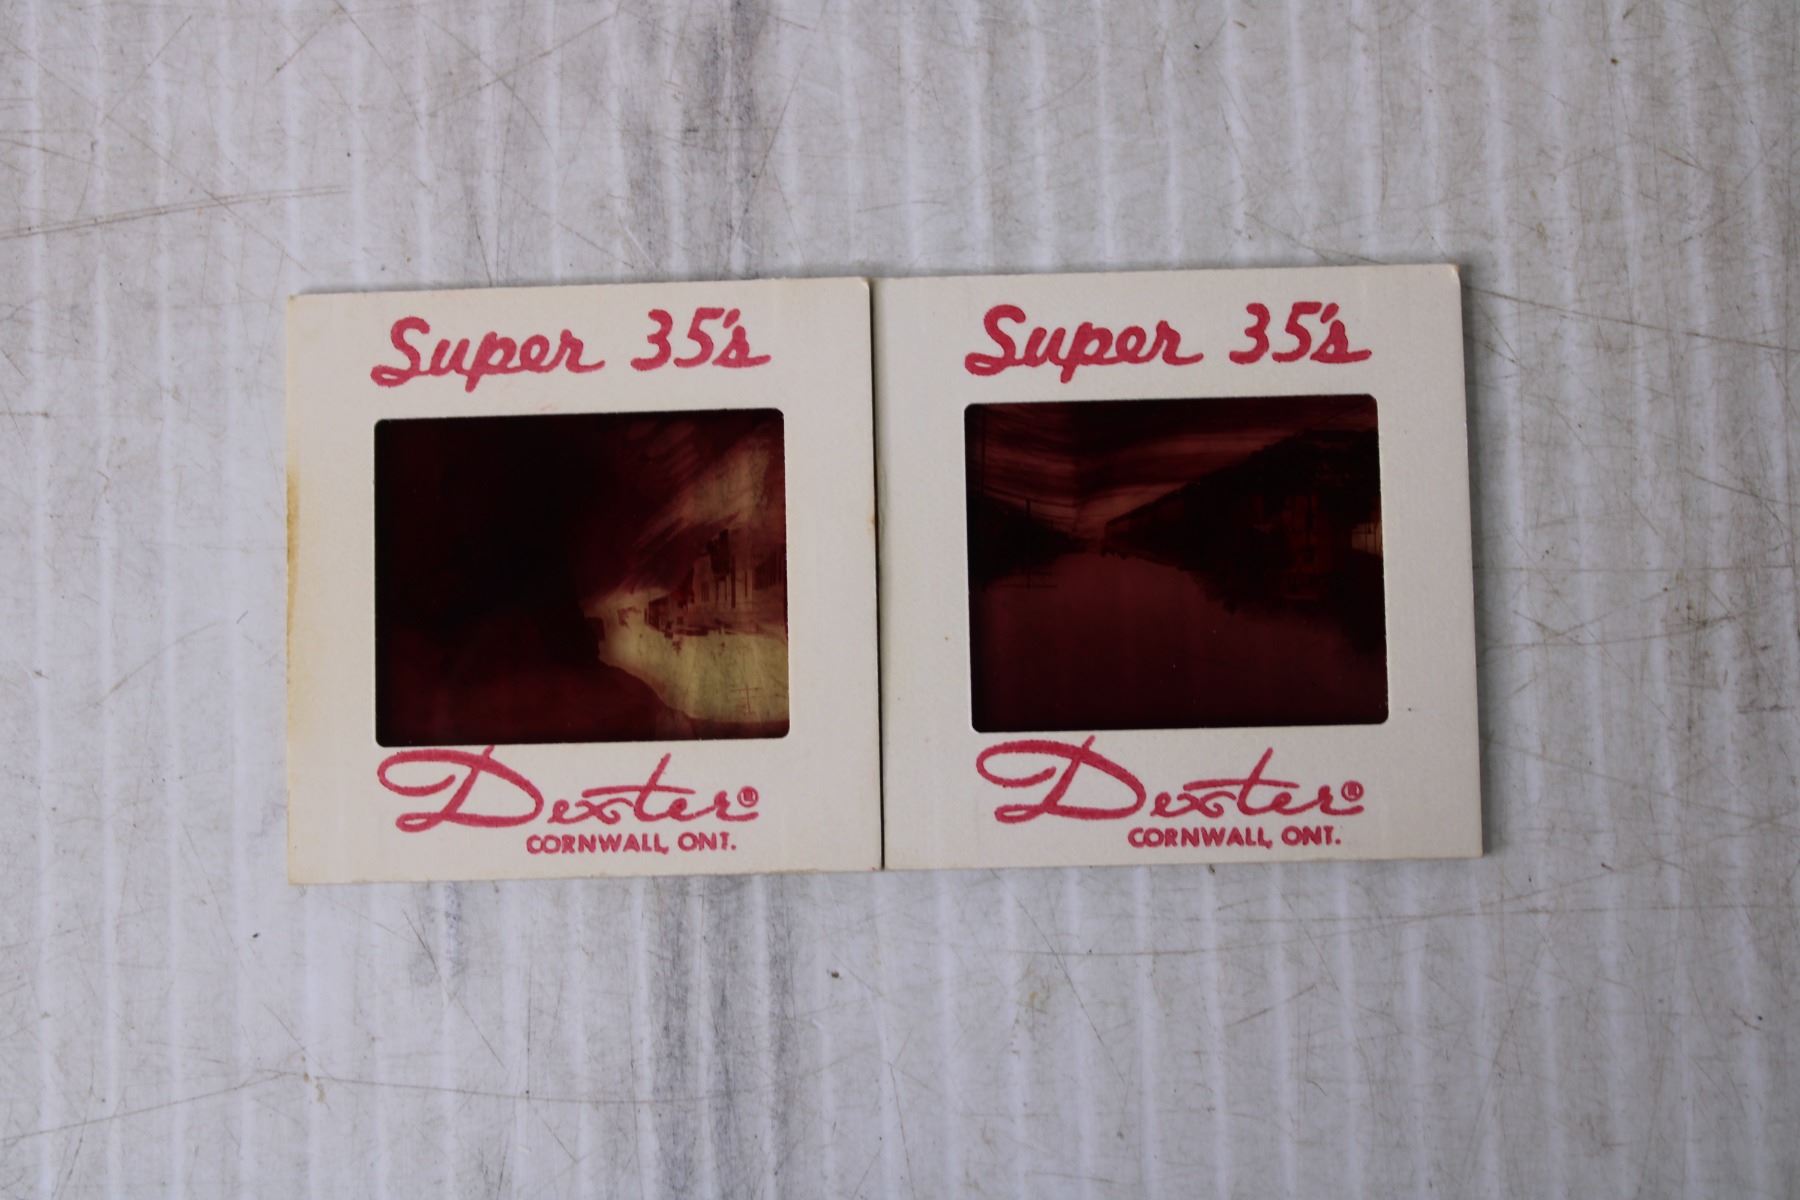 Super 35's
Dexter®
CORNWALL, ONT.
Super 35's
Dexter®
CORNWALL, ONT.